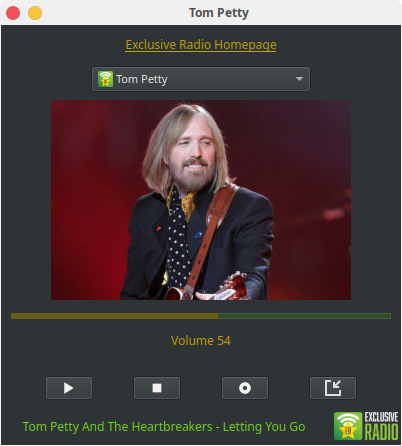 Tom Petty
Exclusive Radio Homepage
Tom Petty
Volume 54
Tom Petty And The Heartbreakers - Letting You Go
ER
EXCLUSIVE
RADIO